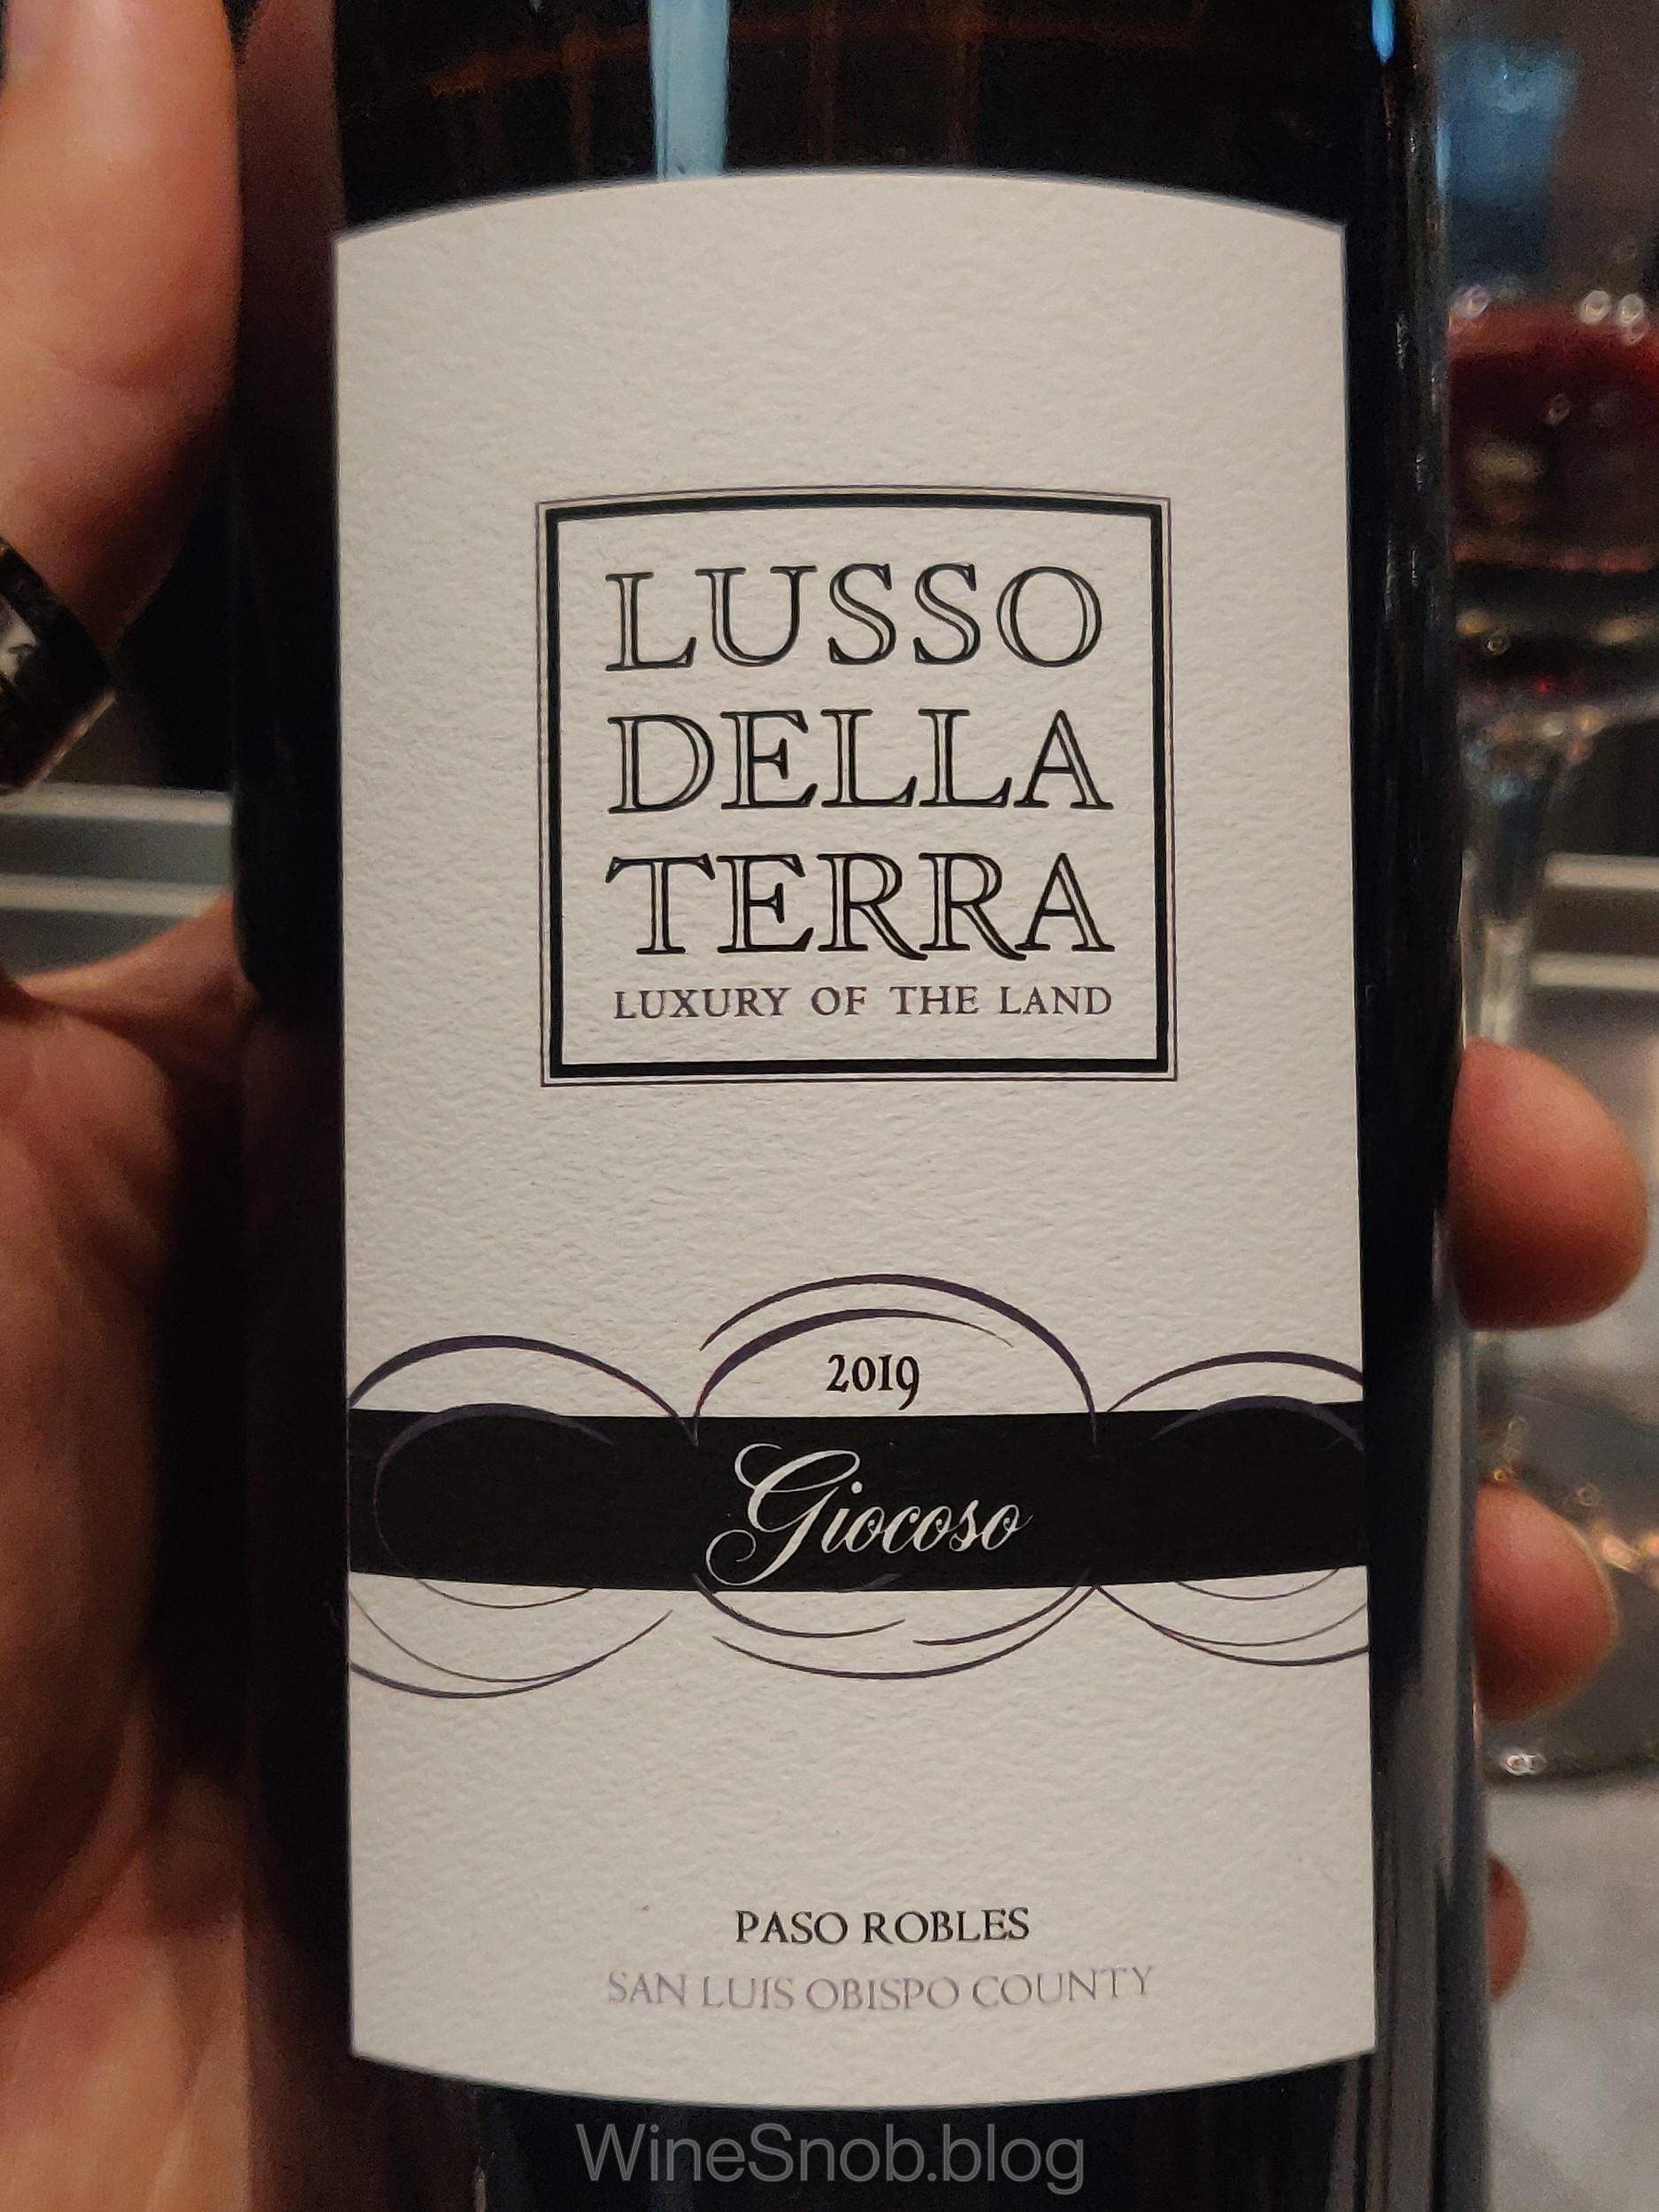 LUSSO
DELLA
TERRA
LUXURY OF THE LAND
2019
Giocoso
PASO ROBLES
SAN LUIS OBISPO COUNTY
WineSnob.blog